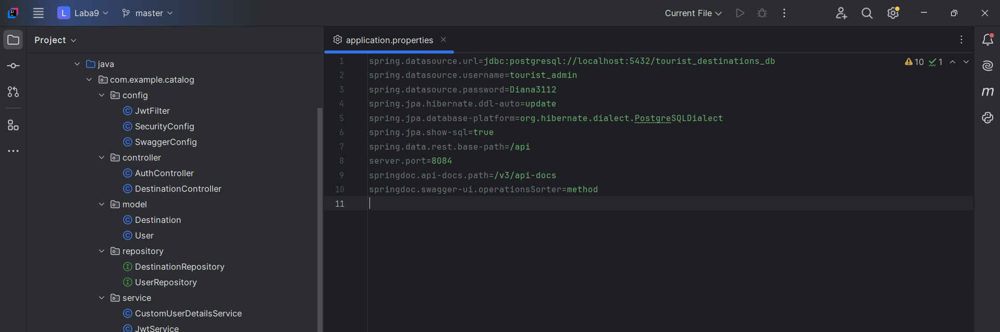 L Laba9 master Current File
Project
application.properties
java
com.example.catalog
config
JwtFilter
SecurityConfig
SwaggerConfig
controller
AuthController
DestinationController
model
Destination
User
repository
DestinationRepository
UserRepository
service
CustomUserDetailsService
JwtService
1 spring.datasource.url=jdbc:postgresql://localhost:5432/tourist_destinations_db
2 spring.datasource.username=tourist_admin
3 spring.datasource.password=Diana3112
4 spring.jpa.hibernate.ddl-auto=update
5 spring.jpa.database-platform=org.hibernate.dialect.PostgreSQLDialect
6 spring.jpa.show-sql=true
7 spring.data.rest.base-path=/api
8 server.port=8084
9 springdoc.api-docs.path=/v3/api-docs
10 springdoc.swagger-ui.operationsSorter=method
11
10 1
m